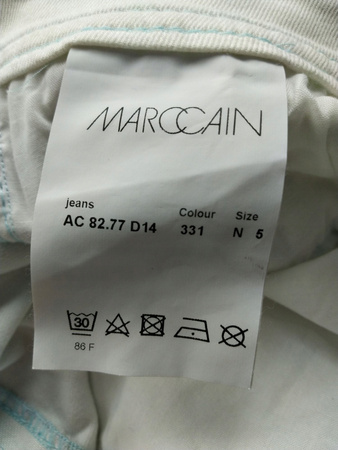 MARCCAIN
jeans
Colour Size
AC 82.77 D14 331 N 5
30
86 F